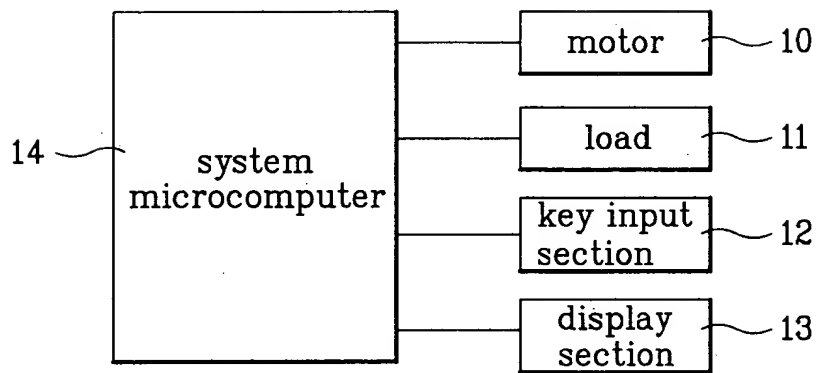 motor
10
load
11
14
system
microcomputer
key input
section
12
display
section
13